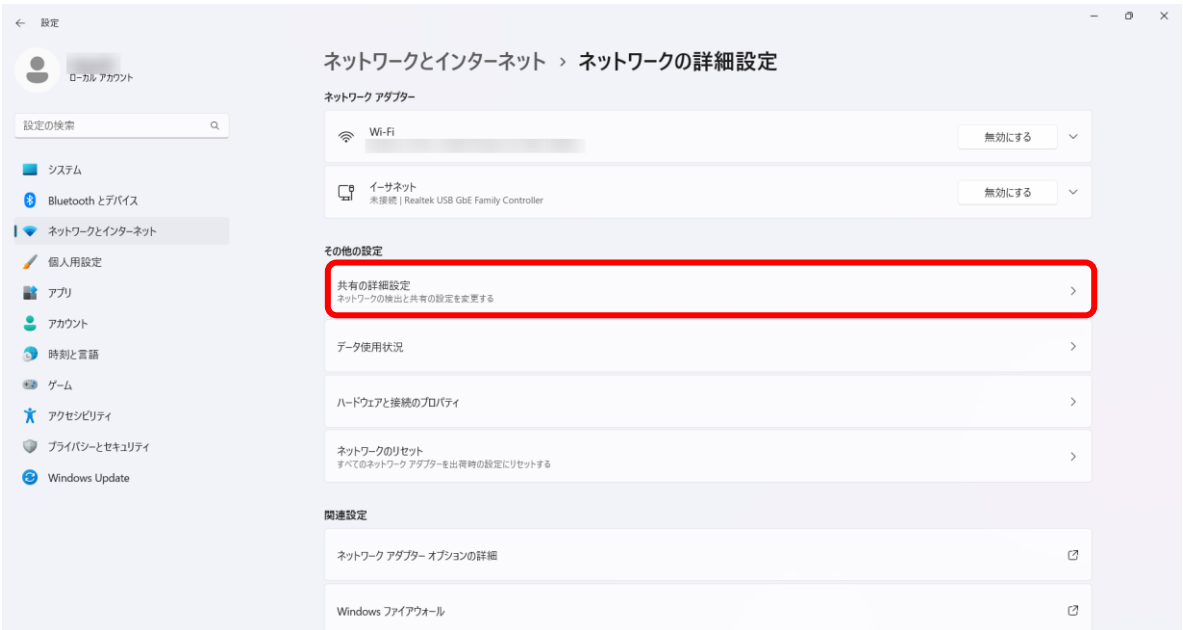 設定
ローカル アカウント
設定の検索
システム
Bluetooth とデバイス
ネットワークとインターネット
個人用設定
アプリ
アカウント
時刻と言語
ゲーム
アクセシビリティ
プライバシーとセキュリティ
Windows Update
ネットワークとインターネット › ネットワークの詳細設定
ネットワーク アダプター
Wi-Fi
無効にする
イーサネット
未接続 | Realtek USB GbE Family Controller
無効にする
その他の設定
共有の詳細設定
ネットワークの検出と共有の設定を変更する
データ使用状況
ハードウェアと接続のプロパティ
ネットワークのリセット
すべてのネットワーク アダプターを出荷時の設定にリセットする
関連設定
ネットワーク アダプター オプションの詳細
Windows ファイアウォール